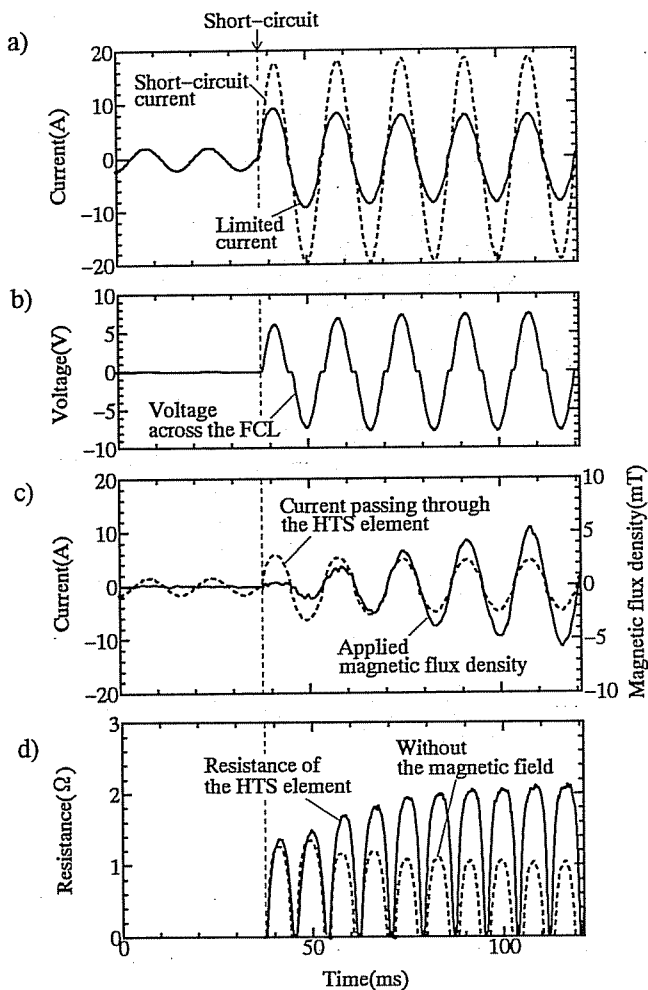 Short-circuit
a)
20
10
0
-10
-20
Current(A)
Short-circuit
current
Limited
current
b)
10
5
0
-5
-10
Voltage(V)
Voltage
across the FCL
c)
20
10
0
-10
-20
Current(A)
Current passing through
the HTS element
Applied
magnetic flux density
10
5
0
-5
-10
Magnetic flux density(mT)
d)
3
2
1
0
Resistance(Ω)
Resistance of
the HTS element
Without
the magnetic field
0
50
100
Time(ms)